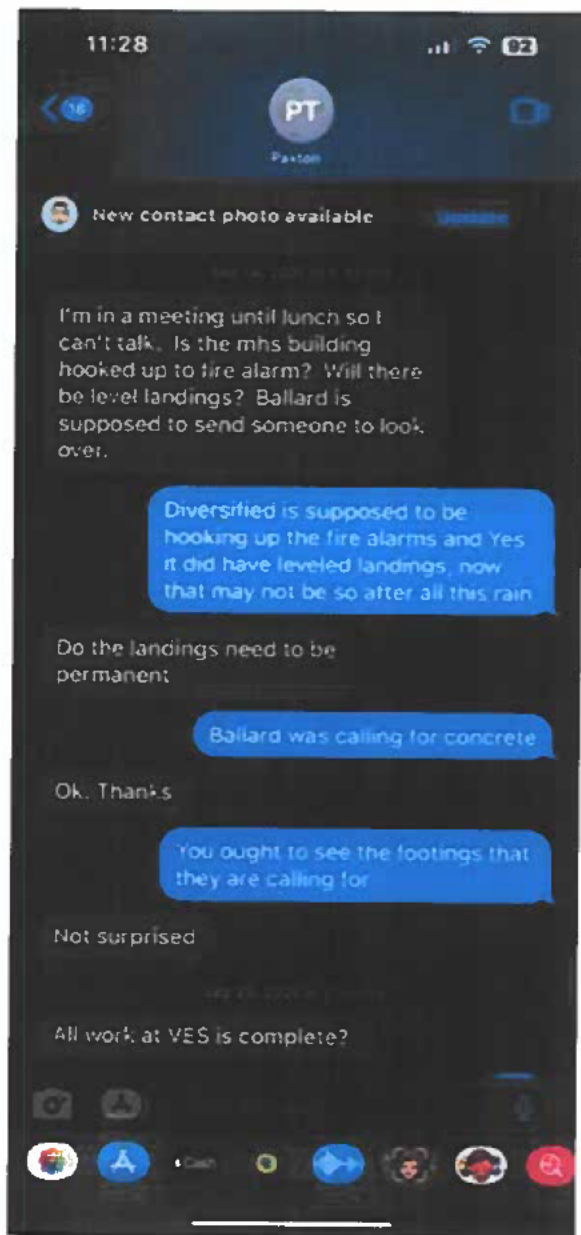 11:28
92
18
PT
Paxton
New contact photo available
I'm in a meeting until lunch so I
can't talk. Is the mhs building
hooked up to fire alarm? Will there
be level landings? Ballard is
supposed to send someone to look
over.
Diversified is supposed to be
hooking up the fire alarms and Yes
it did have leveled landings, now
that may not be so after all this rain
Do the landings need to be
permanent
Ballard was calling for concrete
Ok. Thanks
You ought to see the footings that
they are calling for
Not surprised
All work at VES is complete?
Cash